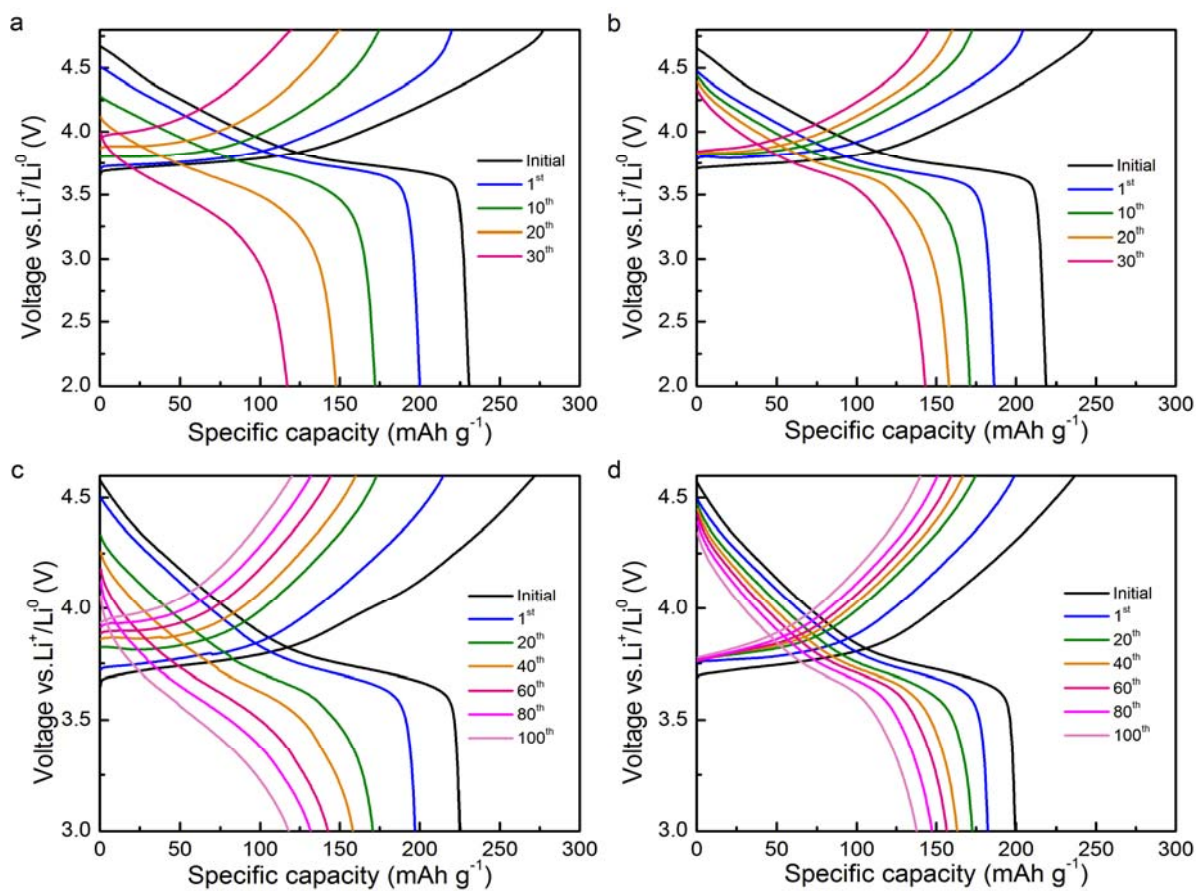 a
4.5
4.0
3.5
3.0
2.5
2.0
Voltage vs.Li⁺/Li⁰ (V)
Initial
1ˢᵗ
10ᵗʰ
20ᵗʰ
30ᵗʰ
0 50 100 150 200 250 300
Specific capacity (mAh g⁻¹)
b
4.5
4.0
3.5
3.0
2.5
2.0
Voltage vs.Li⁺/Li⁰ (V)
Initial
1ˢᵗ
10ᵗʰ
20ᵗʰ
30ᵗʰ
0 50 100 150 200 250 300
Specific capacity (mAh g⁻¹)
c
4.5
4.0
3.5
3.0
Voltage vs.Li⁺/Li⁰ (V)
Initial
1ˢᵗ
20ᵗʰ
40ᵗʰ
60ᵗʰ
80ᵗʰ
100ᵗʰ
0 50 100 150 200 250 300
Specific capacity (mAh g⁻¹)
d
4.5
4.0
3.5
3.0
Voltage vs.Li⁺/Li⁰ (V)
Initial
1ˢᵗ
20ᵗʰ
40ᵗʰ
60ᵗʰ
80ᵗʰ
100ᵗʰ
0 50 100 150 200 250 300
Specific capacity (mAh g⁻¹)